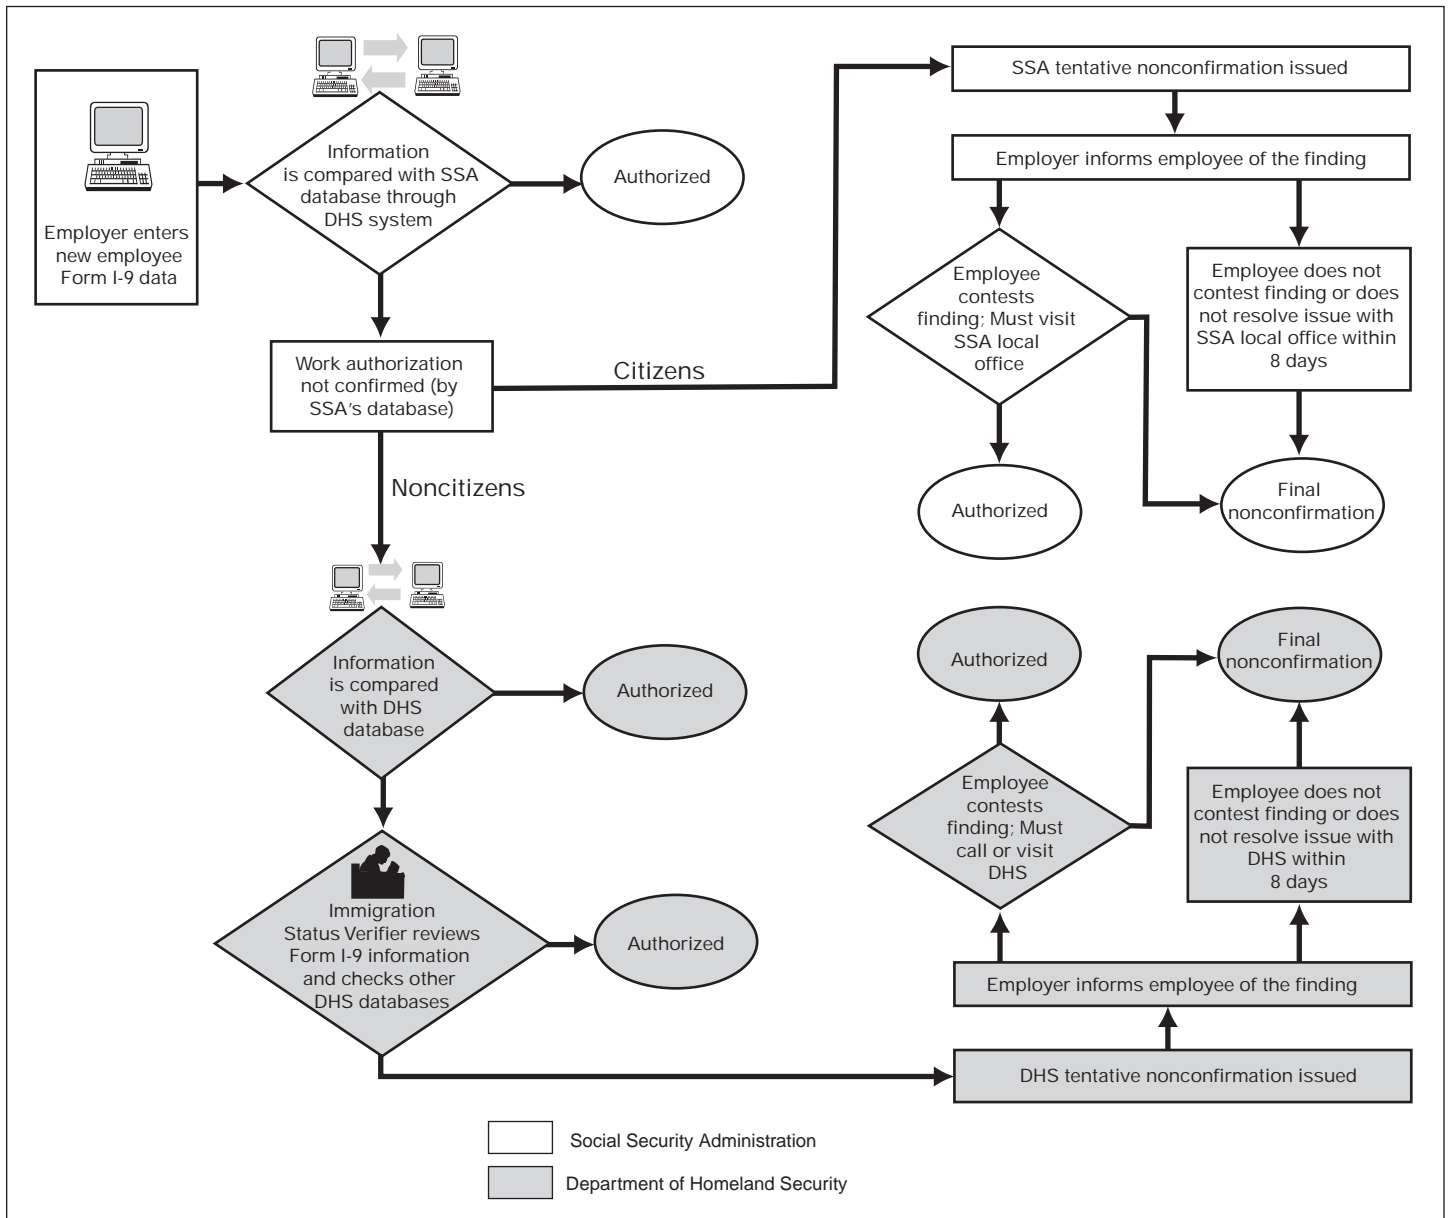 Employer enters
new employee
Form I-9 data
Information
is compared with SSA
database through
DHS system
Authorized
Work authorization
not confirmed (by
SSA's database)
Citizens
Noncitizens
SSA tentative nonconfirmation issued
Employer informs employee of the finding
Employee
contests
finding; Must visit
SSA local
office
Employee does not
contest finding or does
not resolve issue with
SSA local office within
8 days
Authorized
Final
nonconfirmation
Information
is compared
with DHS
database
Authorized
Immigration
Status Verifier reviews
Form I-9 information
and checks other
DHS databases
Authorized
DHS tentative nonconfirmation issued
Employer informs employee of the finding
Employee
contests
finding; Must
call or visit
DHS
Employee does not
contest finding or does
not resolve issue with
DHS within
8 days
Authorized
Final
nonconfirmation
Social Security Administration
Department of Homeland Security